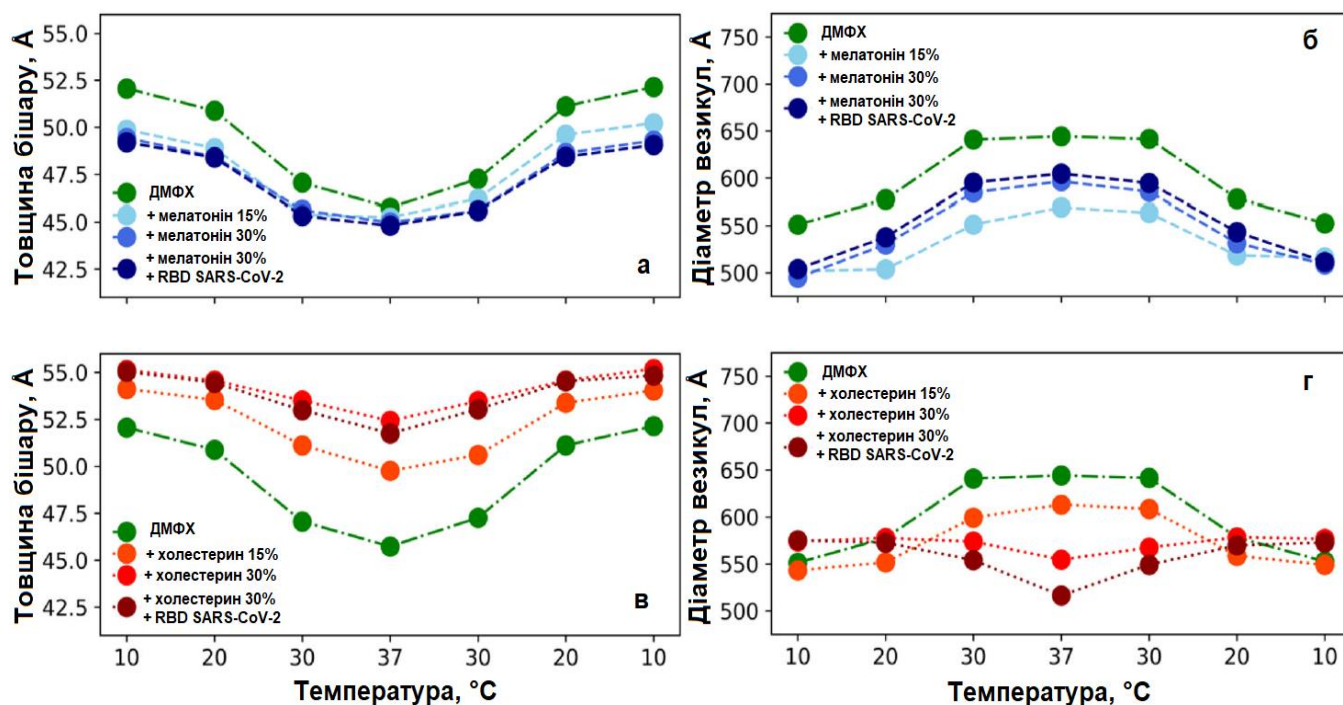 Товщина бішару, Å
55.0
52.5
50.0
47.5
45.0
42.5
а
ДМФХ
+ мелатонін 15%
+ мелатонін 30%
+ мелатонін 30%
+ RBD SARS-CoV-2
Діаметр везикул, Å
750
700
650
600
550
500
б
ДМФХ
+ мелатонін 15%
+ мелатонін 30%
+ мелатонін 30%
+ RBD SARS-CoV-2
Товщина бішару, Å
55.0
52.5
50.0
47.5
45.0
42.5
в
ДМФХ
+ холестерин 15%
+ холестерин 30%
+ холестерин 30%
+ RBD SARS-CoV-2
10 20 30 37 30 20 10
Температура, °C
Діаметр везикул, Å
750
700
650
600
550
500
г
ДМФХ
+ холестерин 15%
+ холестерин 30%
+ холестерин 30%
+ RBD SARS-CoV-2
10 20 30 37 30 20 10
Температура, °C